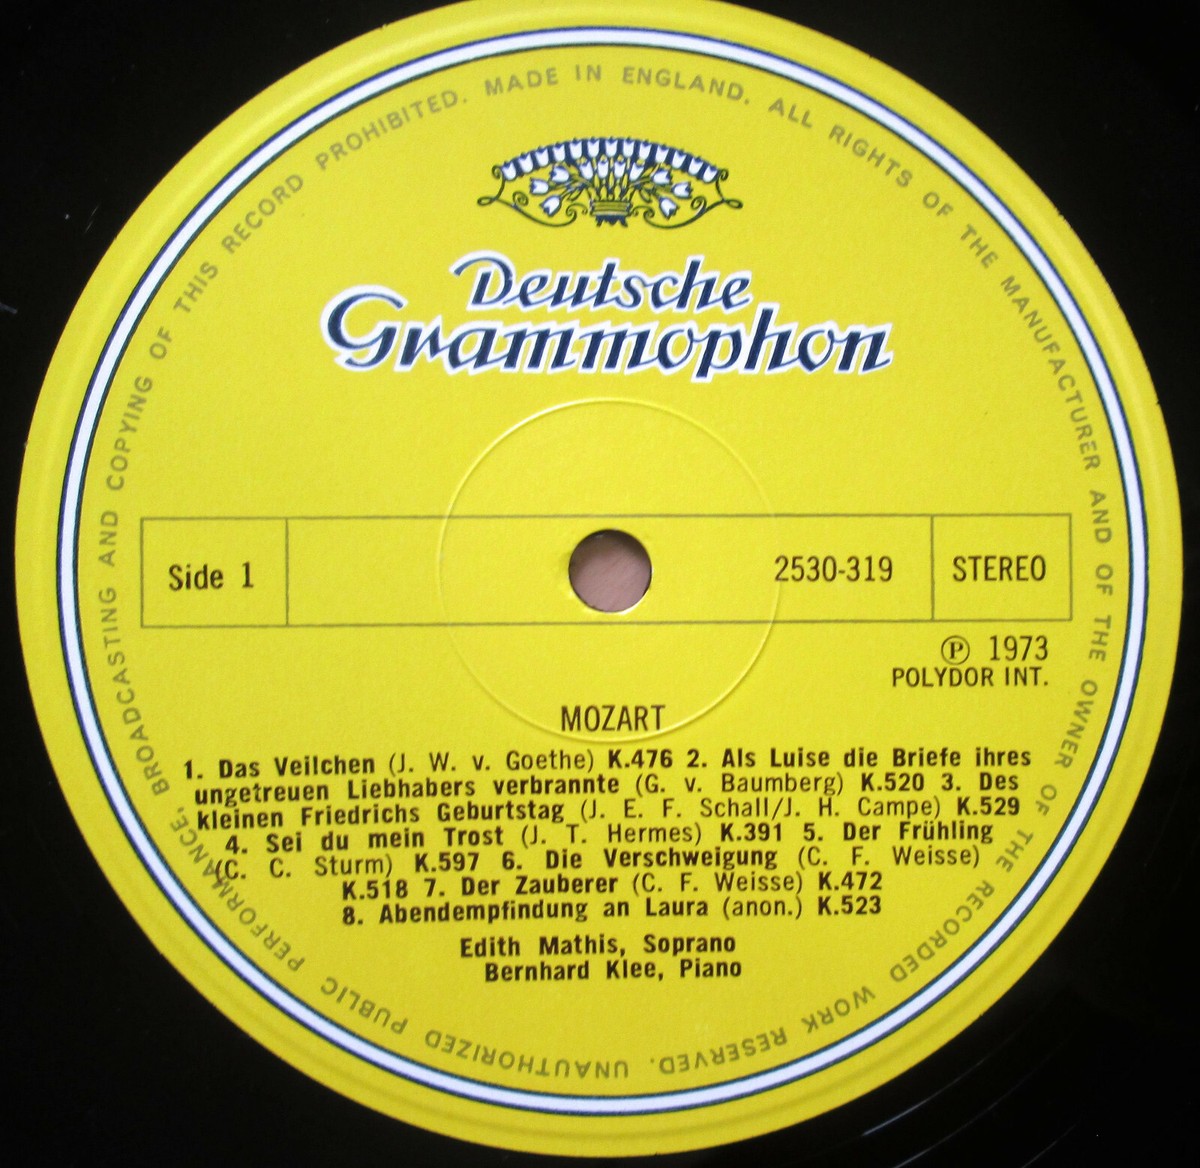 MADE IN ENGLAND. ALL RIGHTS OF THE MANUFACTURER AND OF THE OWNER OF THE RECORDED WORK RESERVED. UNAUTHORIZED PUBLIC PERFORMANCE, BROADCASTING AND COPYING OF THIS RECORD PROHIBITED.
Deutsche
Grammophon
Side 1
2530-319
STEREO
Ⓟ 1973
POLYDOR INT.
MOZART
1. Das Veilchen (J. W. v. Goethe) K.476 2. Als Luise die Briefe ihres
ungetreuen Liebhabers verbrannte (G. v. Baumberg) K.520 3. Des
kleinen Friedrichs Geburtstag (J. E. F. Schall/J. H. Campe) K.529
4. Sei du mein Trost (J. T. Hermes) K.391 5. Der Frühling
(C. C. Sturm) K.597 6. Die Verschweigung (C. F. Weisse)
K.518 7. Der Zauberer (C. F. Weisse) K.472
8. Abendempfindung an Laura (anon.) K.523
Edith Mathis, Soprano
Bernhard Klee, Piano